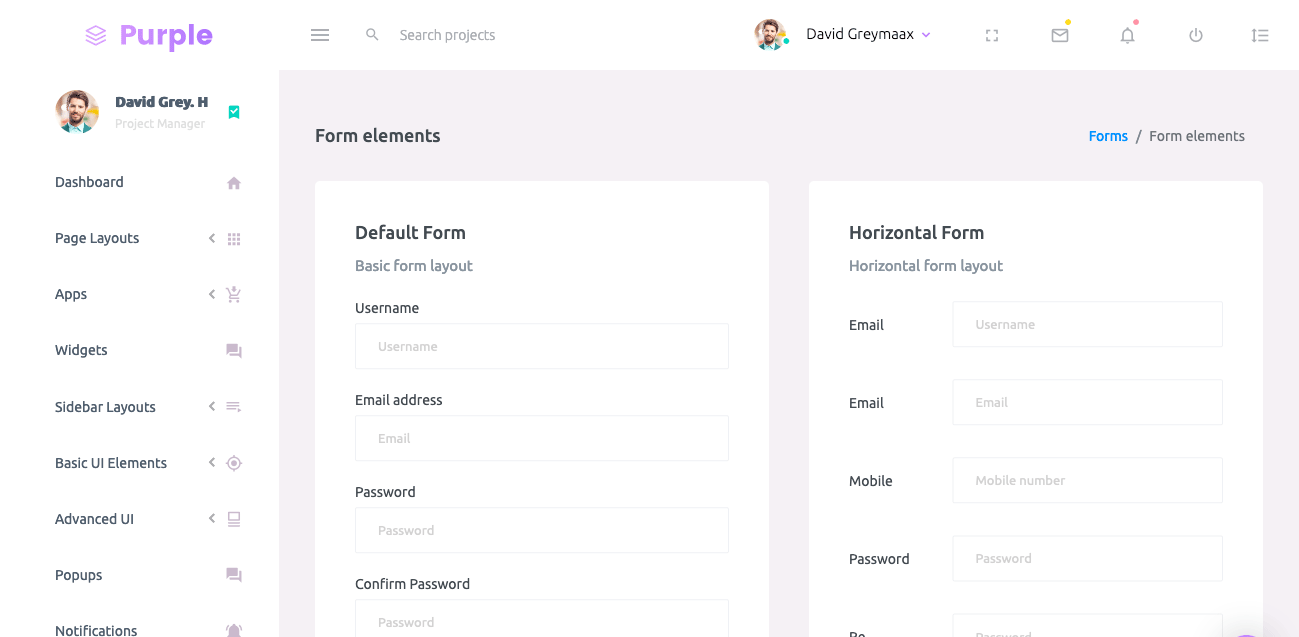 Purple
Search projects
David Greymaax
David Grey. H
Project Manager
Dashboard
Page Layouts
Apps
Widgets
Sidebar Layouts
Basic UI Elements
Advanced UI
Popups
Notifications
Form elements
Forms / Form elements
Default Form
Basic form layout
Username
Username
Email address
Email
Password
Password
Confirm Password
Password
Horizontal Form
Horizontal form layout
Email
Username
Email
Email
Mobile
Mobile number
Password
Password
Re
Password